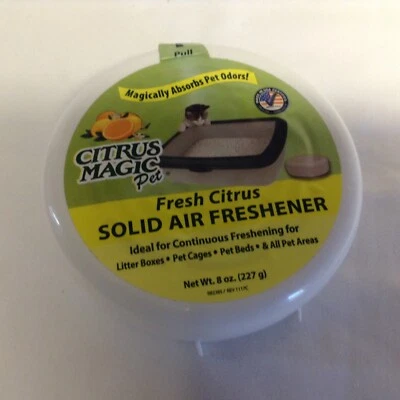 Pull
Magically Absorbs Pet Odors!
CITRUS
MAGIC
Pet
Fresh Citrus
SOLID AIR FRESHENER
Ideal for Continuous Freshening for
Litter Boxes • Pet Cages • Pet Beds • & All Pet Areas
Net Wt. 8 oz. (227 g)